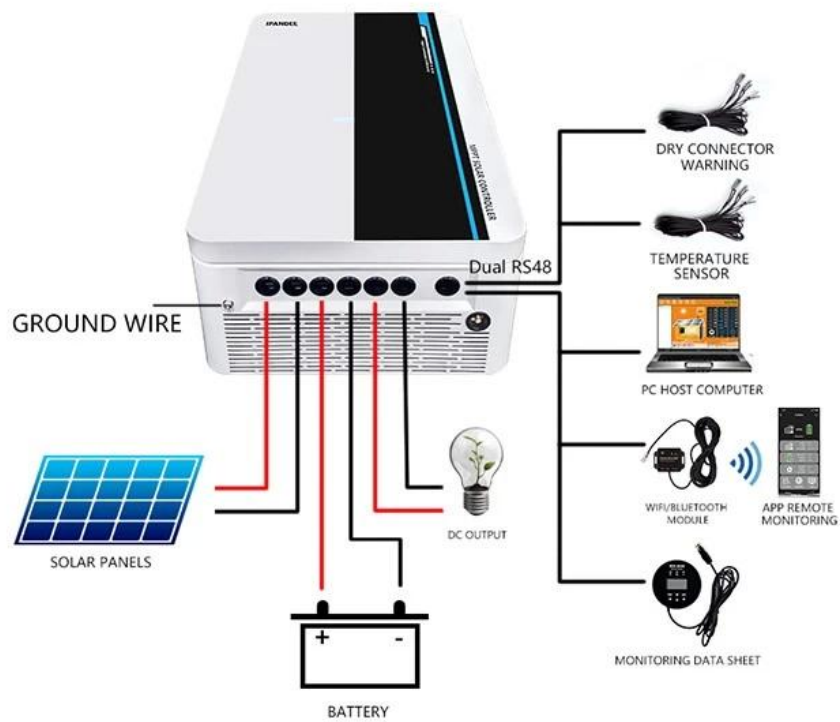 IPANDEE
MPPT SOLAR CONTROLLER
DRY CONNECTOR
WARNING
Dual RS48
TEMPERATURE
SENSOR
GROUND WIRE
PC HOST COMPUTER
SOLAR PANELS
DC OUTPUT
WIFI/BLUETOOTH
MODULE
APP REMOTE
MONITORING
+
-
BATTERY
MONITORING DATA SHEET